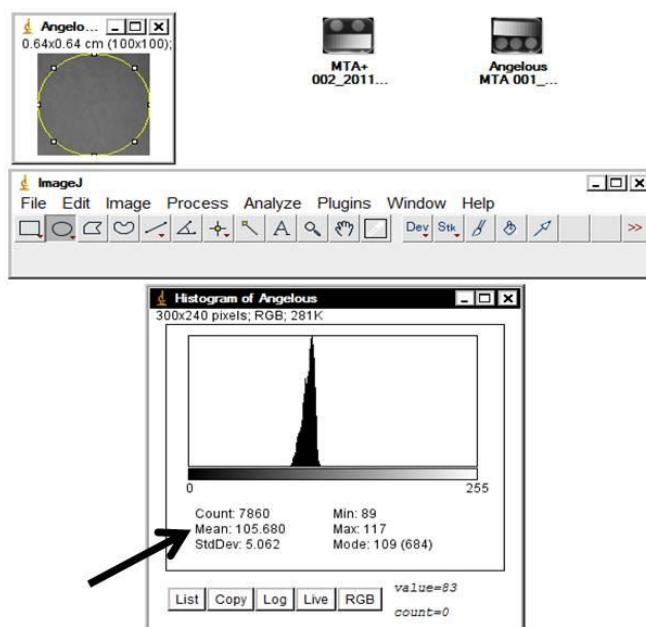 Angelo...
0.64x0.64 cm (100x100);
MTA+
002_2011...
Angelous
MTA 001_...
ImageJ
File Edit Image Process Analyze Plugins Window Help
A Dev Stk >>
Histogram of Angelous
300x240 pixels; RGB; 281K
0 255
Count: 7860 Min: 89
Mean: 105.680 Max: 117
StdDev: 5.062 Mode: 109 (684)
List Copy Log Live RGB
value=83
count=0